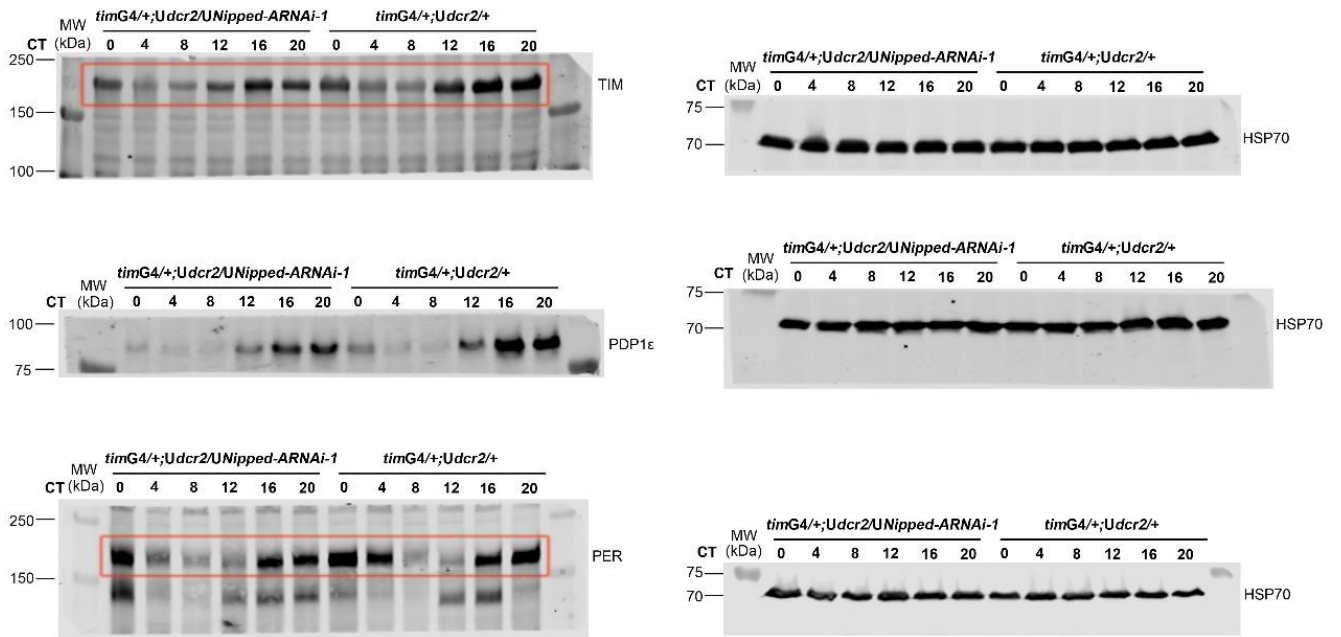 timG4/+;Udcr2/UNipped-ARNAi-1 timG4/+;Udcr2/+
MW
(kDa)
CT 0 4 8 12 16 20 0 4 8 12 16 20
250
150
100
TIM
timG4/+;Udcr2/UNipped-ARNAi-1 timG4/+;Udcr2/+
MW
(kDa)
CT 0 4 8 12 16 20 0 4 8 12 16 20
75
70
HSP70
timG4/+;Udcr2/UNipped-ARNAi-1 timG4/+;Udcr2/+
MW
(kDa)
CT 0 4 8 12 16 20 0 4 8 12 16 20
100
75
PDP1ε
timG4/+;Udcr2/UNipped-ARNAi-1 timG4/+;Udcr2/+
MW
(kDa)
CT 0 4 8 12 16 20 0 4 8 12 16 20
75
70
HSP70
timG4/+;Udcr2/UNipped-ARNAi-1 timG4/+;Udcr2/+
MW
(kDa)
CT 0 4 8 12 16 20 0 4 8 12 16 20
250
150
PER
timG4/+;Udcr2/UNipped-ARNAi-1 timG4/+;Udcr2/+
MW
(kDa)
CT 0 4 8 12 16 20 0 4 8 12 16 20
75
70
HSP70